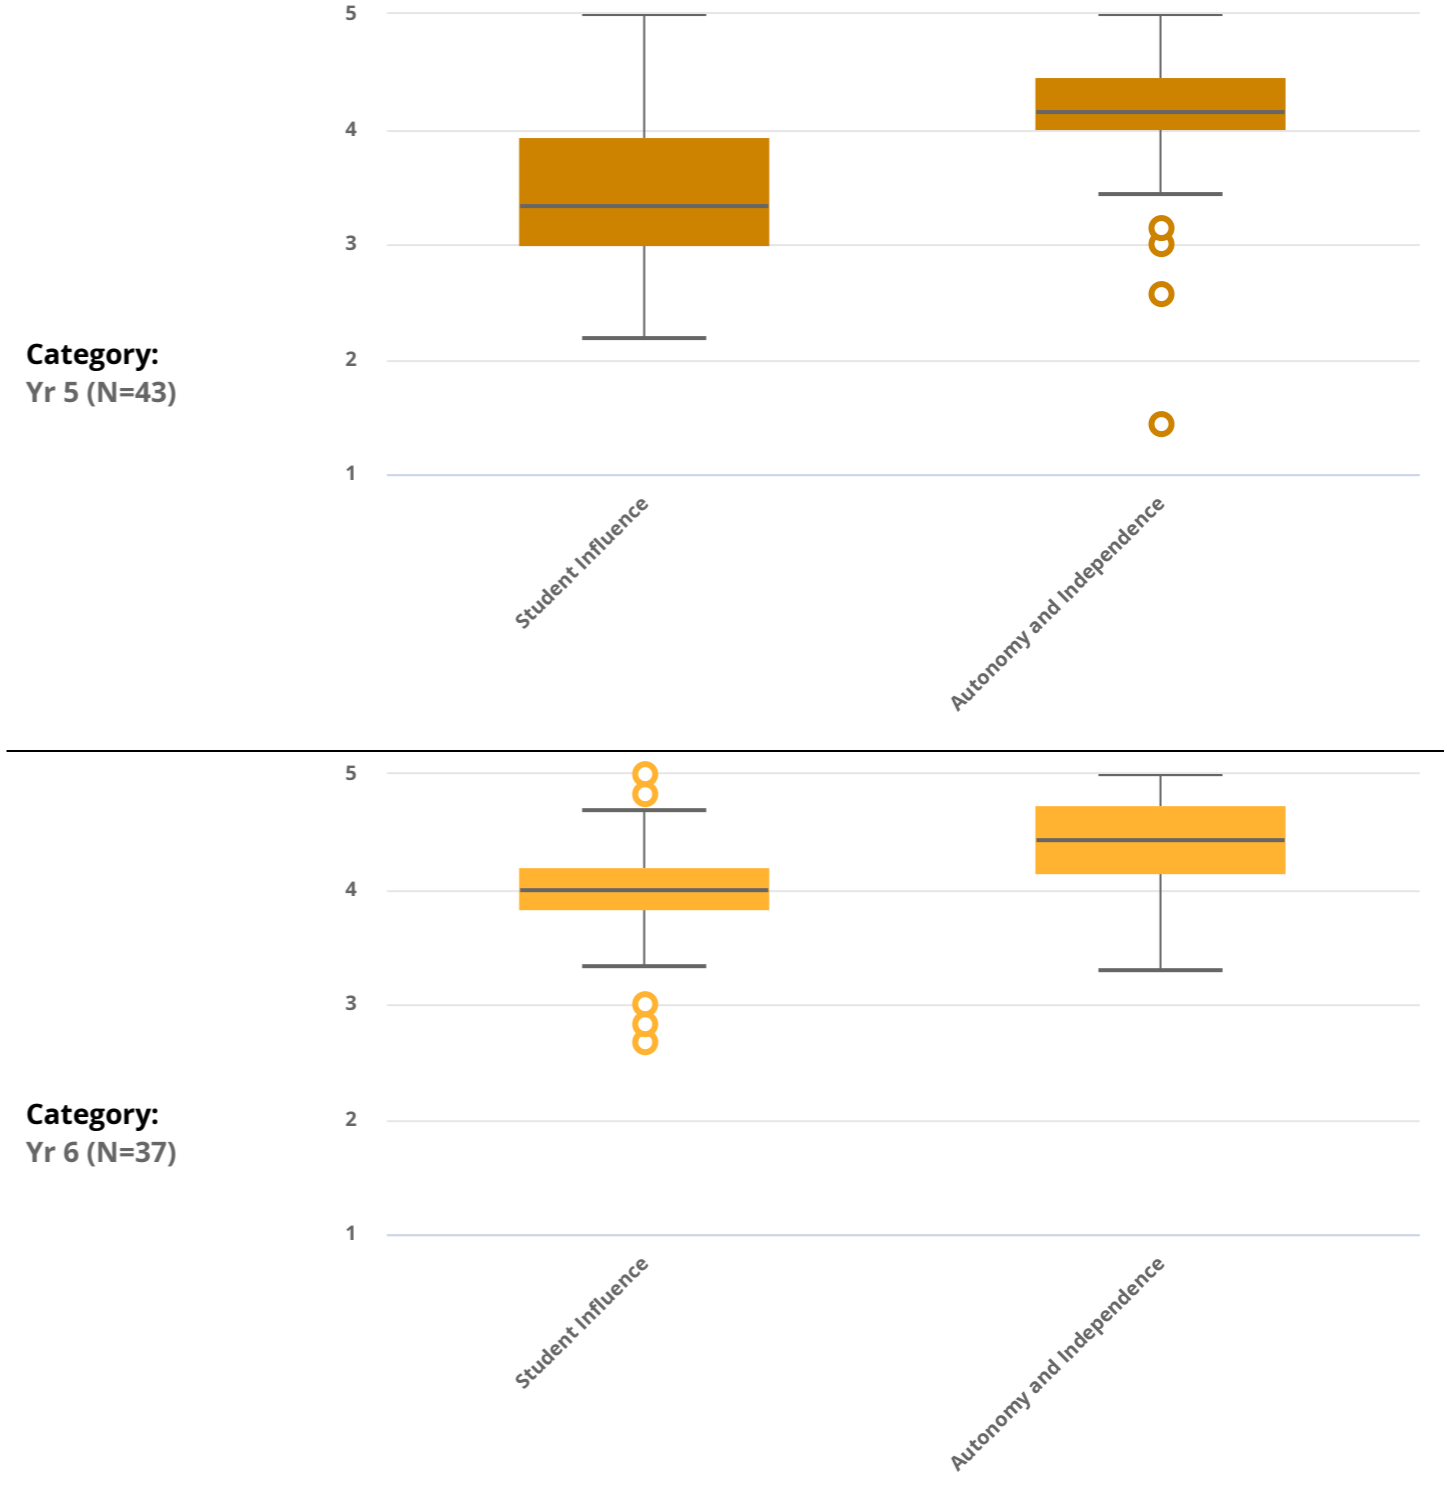 5
4
3
2
1
Category:
Yr 5 (N=43)
Student Influence
Autonomy and Independence
5
4
3
2
1
Category:
Yr 6 (N=37)
Student Influence
Autonomy and Independence